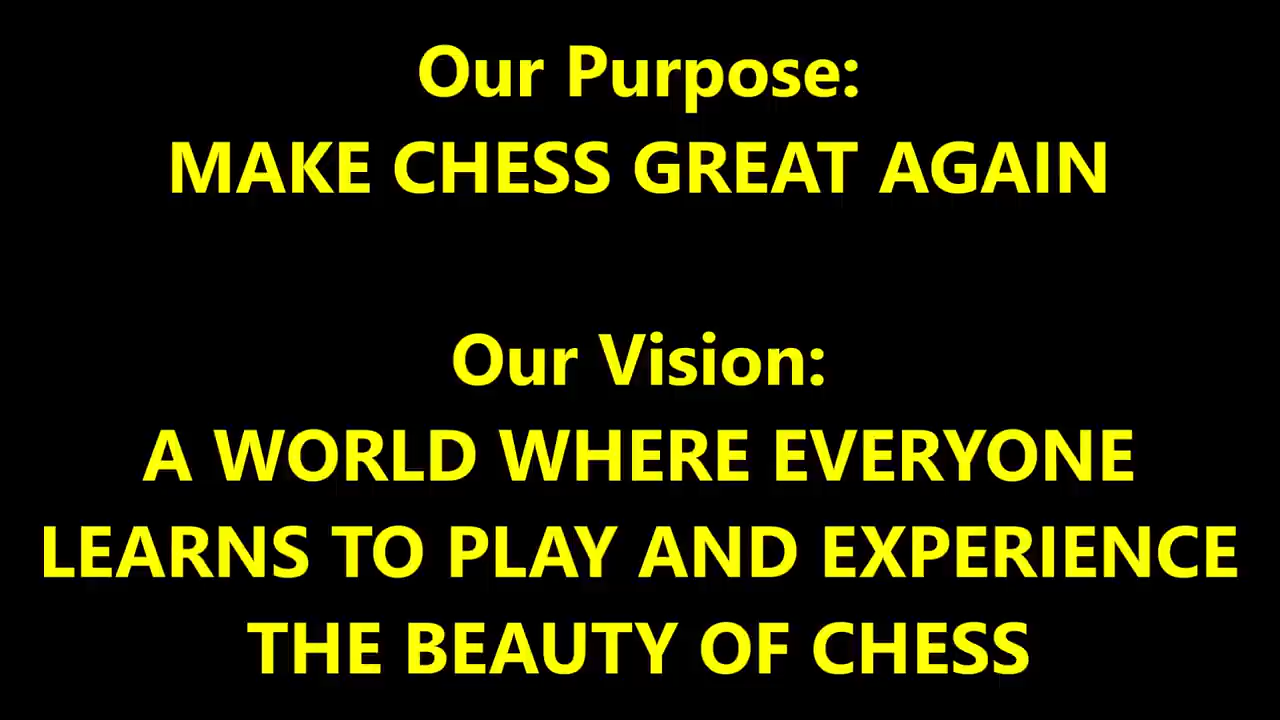 Our Purpose:
MAKE CHESS GREAT AGAIN
Our Vision:
A WORLD WHERE EVERYONE
LEARNS TO PLAY AND EXPERIENCE
THE BEAUTY OF CHESS